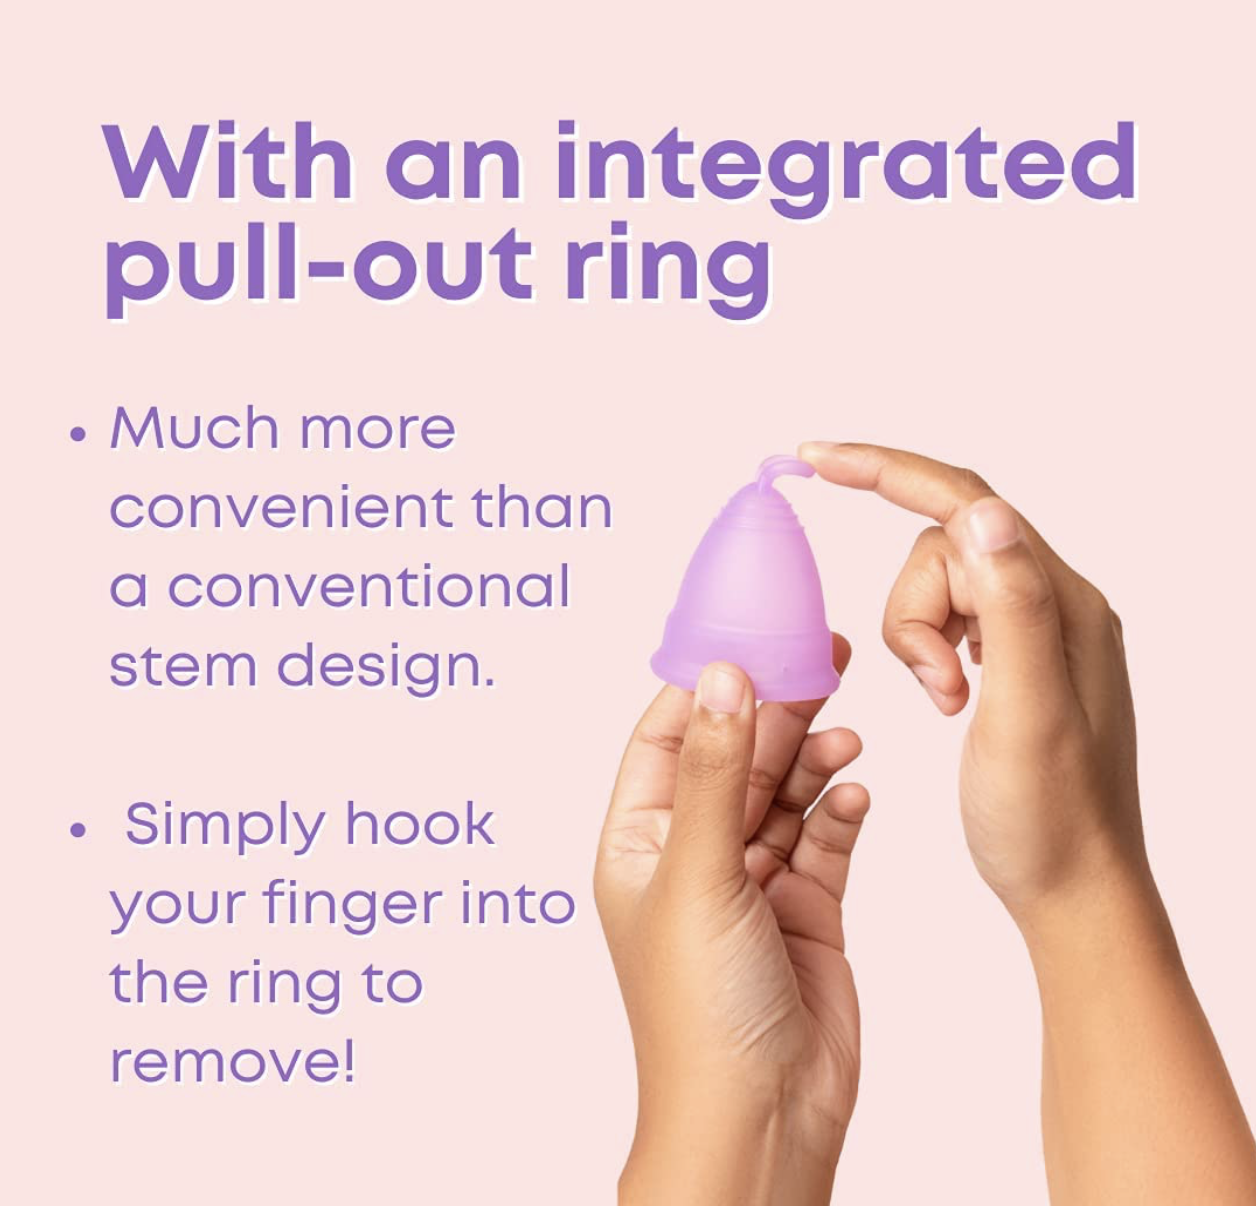 With an integrated
pull-out ring
• Much more
convenient than
a conventional
stem design.
• Simply hook
your finger into
the ring to
remove!